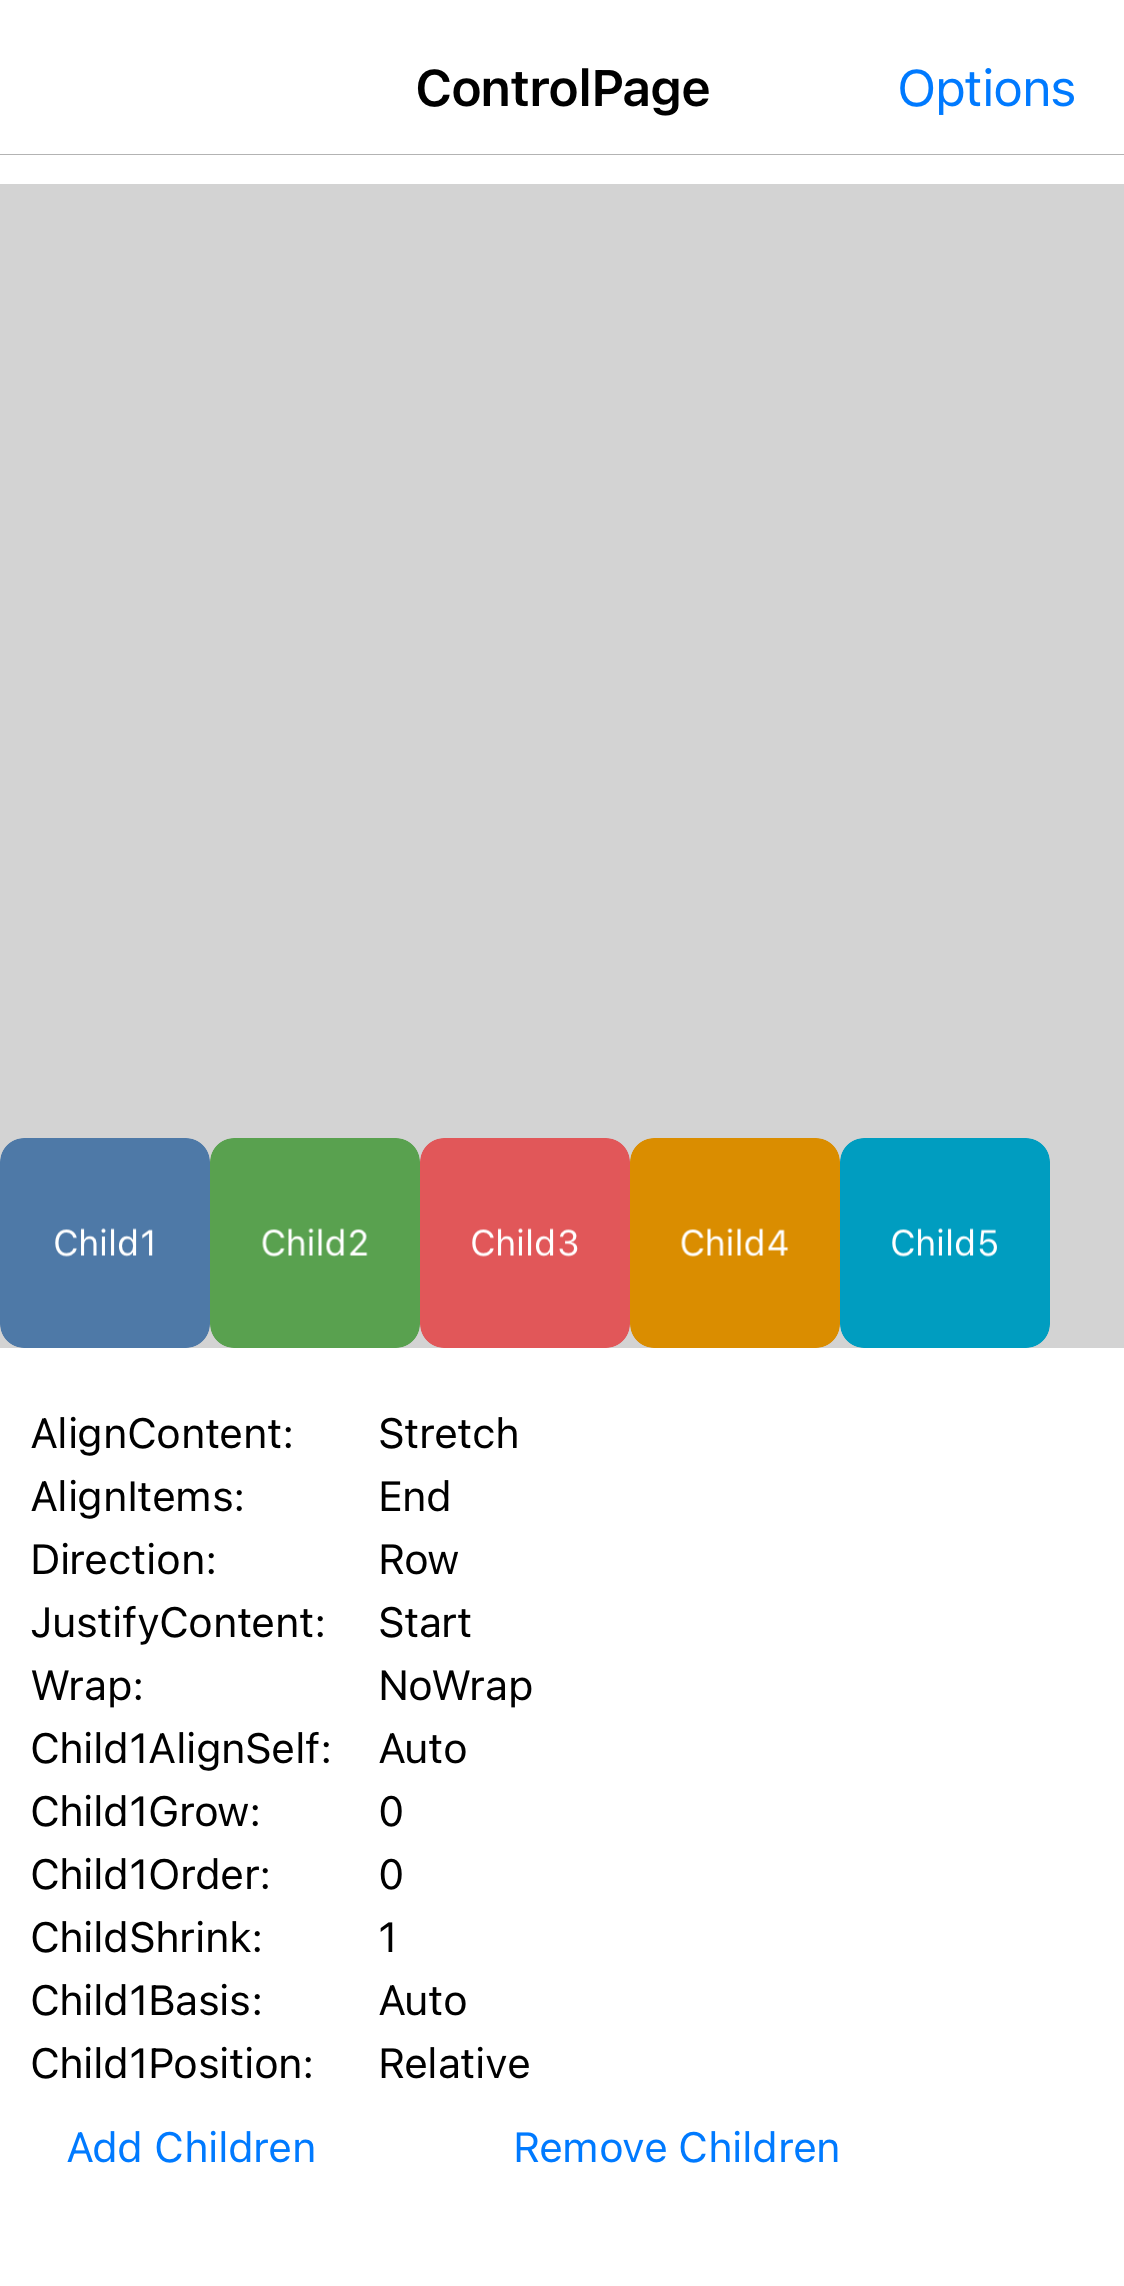 ControlPage Options
Child1 Child2 Child3 Child4 Child5
AlignContent: Stretch
AlignItems: End
Direction: Row
JustifyContent: Start
Wrap: NoWrap
Child1AlignSelf: Auto
Child1Grow: 0
Child1Order: 0
ChildShrink: 1
Child1Basis: Auto
Child1Position: Relative
Add Children Remove Children